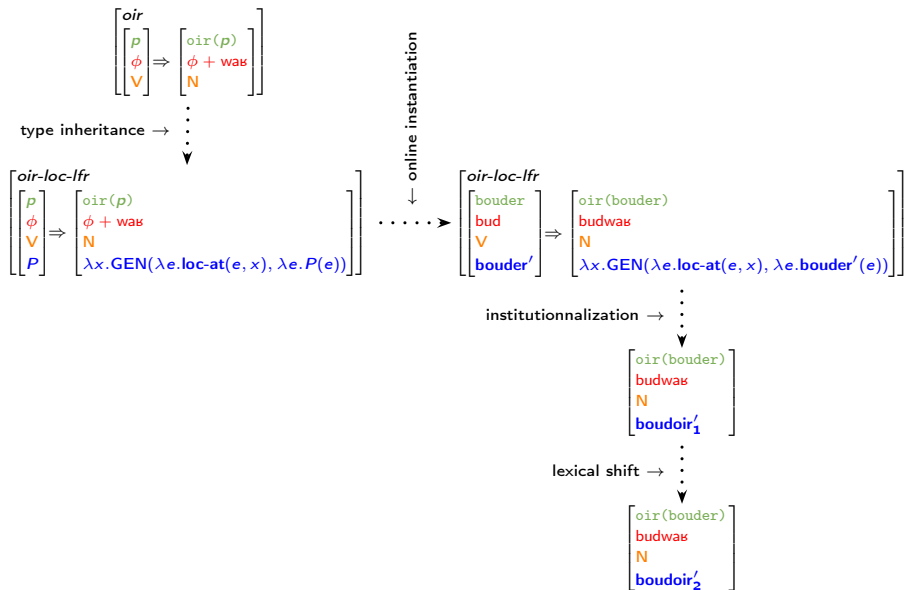 oir
p oir(p)
ϕ ⇒ ϕ + waʁ
V N
type inheritance →
↓ online instantiation
oir-loc-lfr
p oir(p)
ϕ ⇒ ϕ + waʁ
V N
P λx.GEN(λe.loc-at(e, x), λe.P(e))
oir-loc-lfr
bouder oir(bouder)
bud ⇒ budwaʁ
V N
bouder′ λx.GEN(λe.loc-at(e, x), λe.bouder′(e))
institutionnalization →
oir(bouder)
budwaʁ
N
boudoir′₁
lexical shift →
oir(bouder)
budwaʁ
N
boudoir′₂